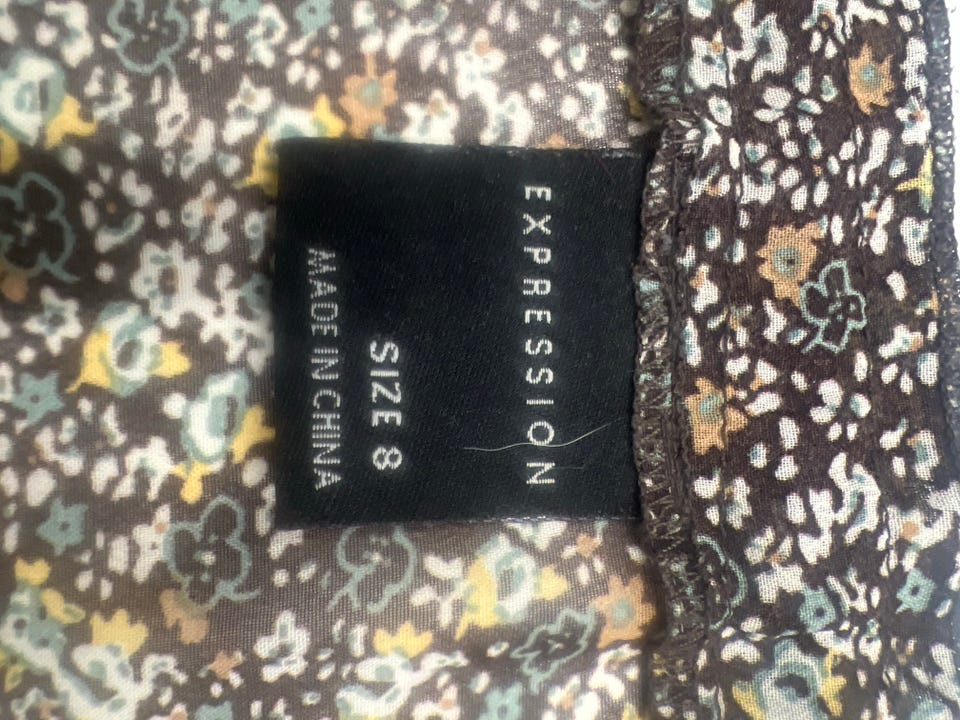 EXPRESSION
SIZE 8
MADE IN CHINA